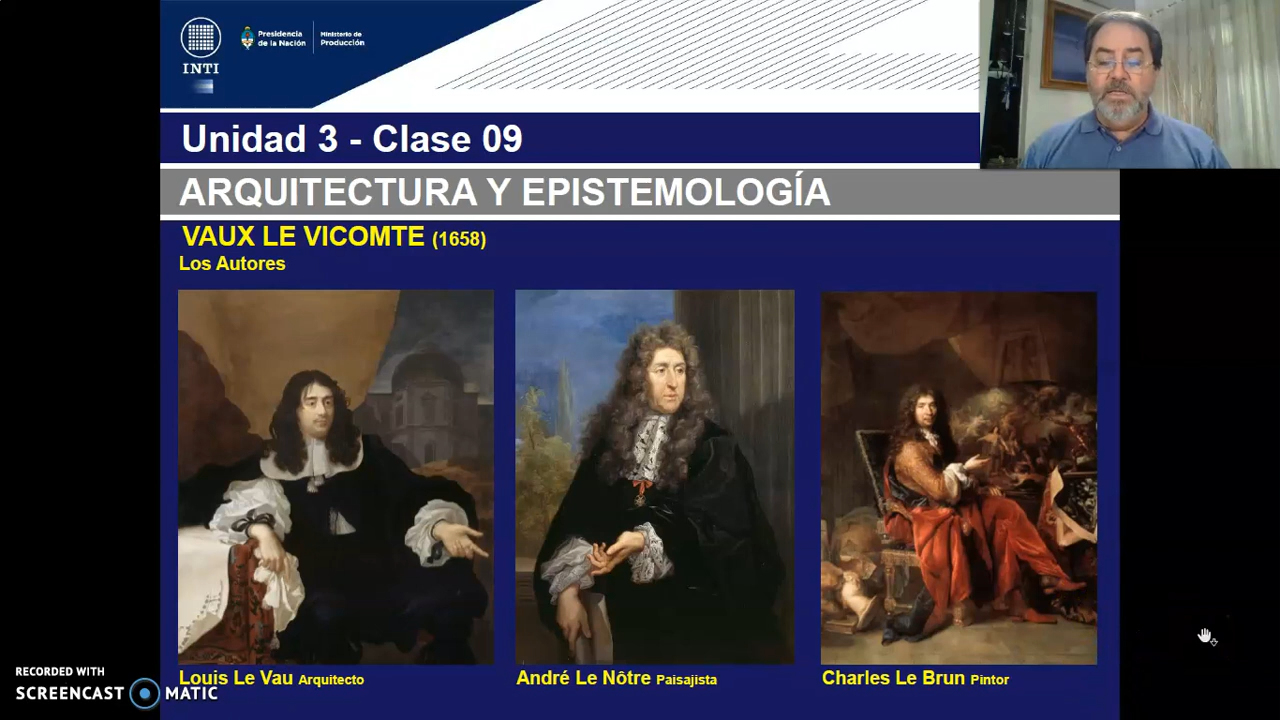 INTI
Presidencia
de la Nación
Ministerio de
Producción
Unidad 3 - Clase 09
ARQUITECTURA Y EPISTEMOLOGÍA
VAUX LE VICOMTE (1658)
Los Autores
Louis Le Vau Arquitecto
André Le Nôtre Paisajista
Charles Le Brun Pintor
RECORDED WITH
SCREENCAST MATIC